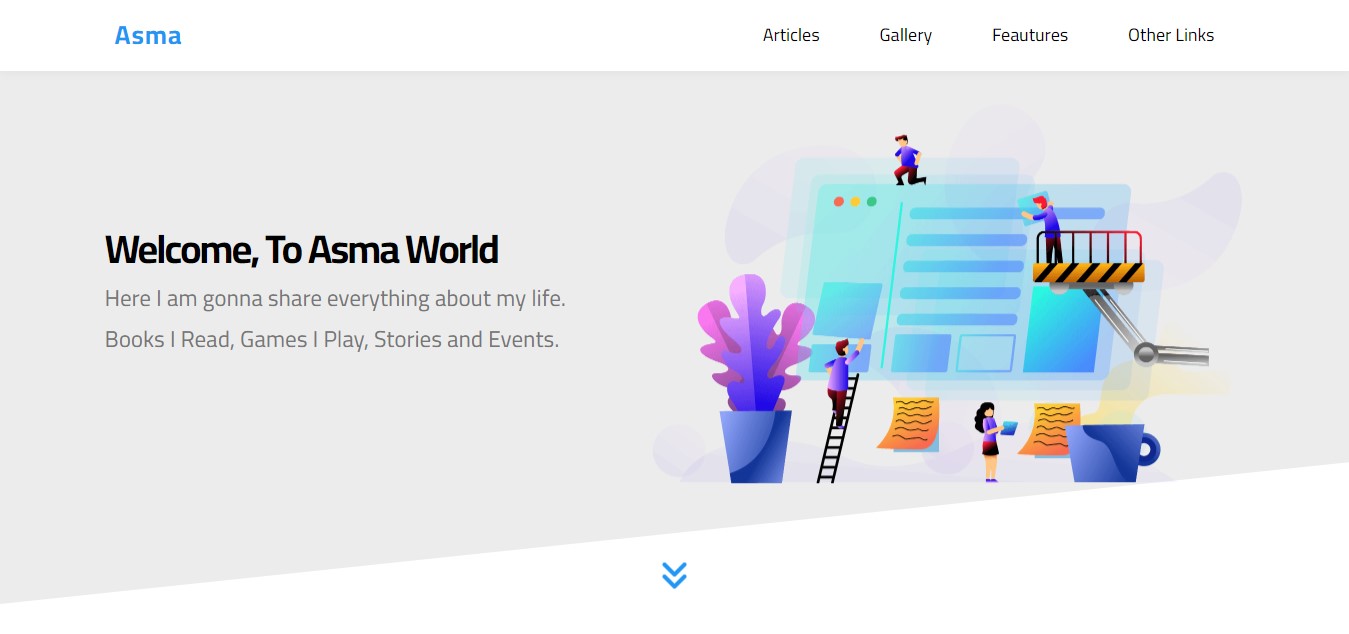 Asma
Articles
Gallery
Feautures
Other Links
Welcome, To Asma World
Here I am gonna share everything about my life.
Books I Read, Games I Play, Stories and Events.